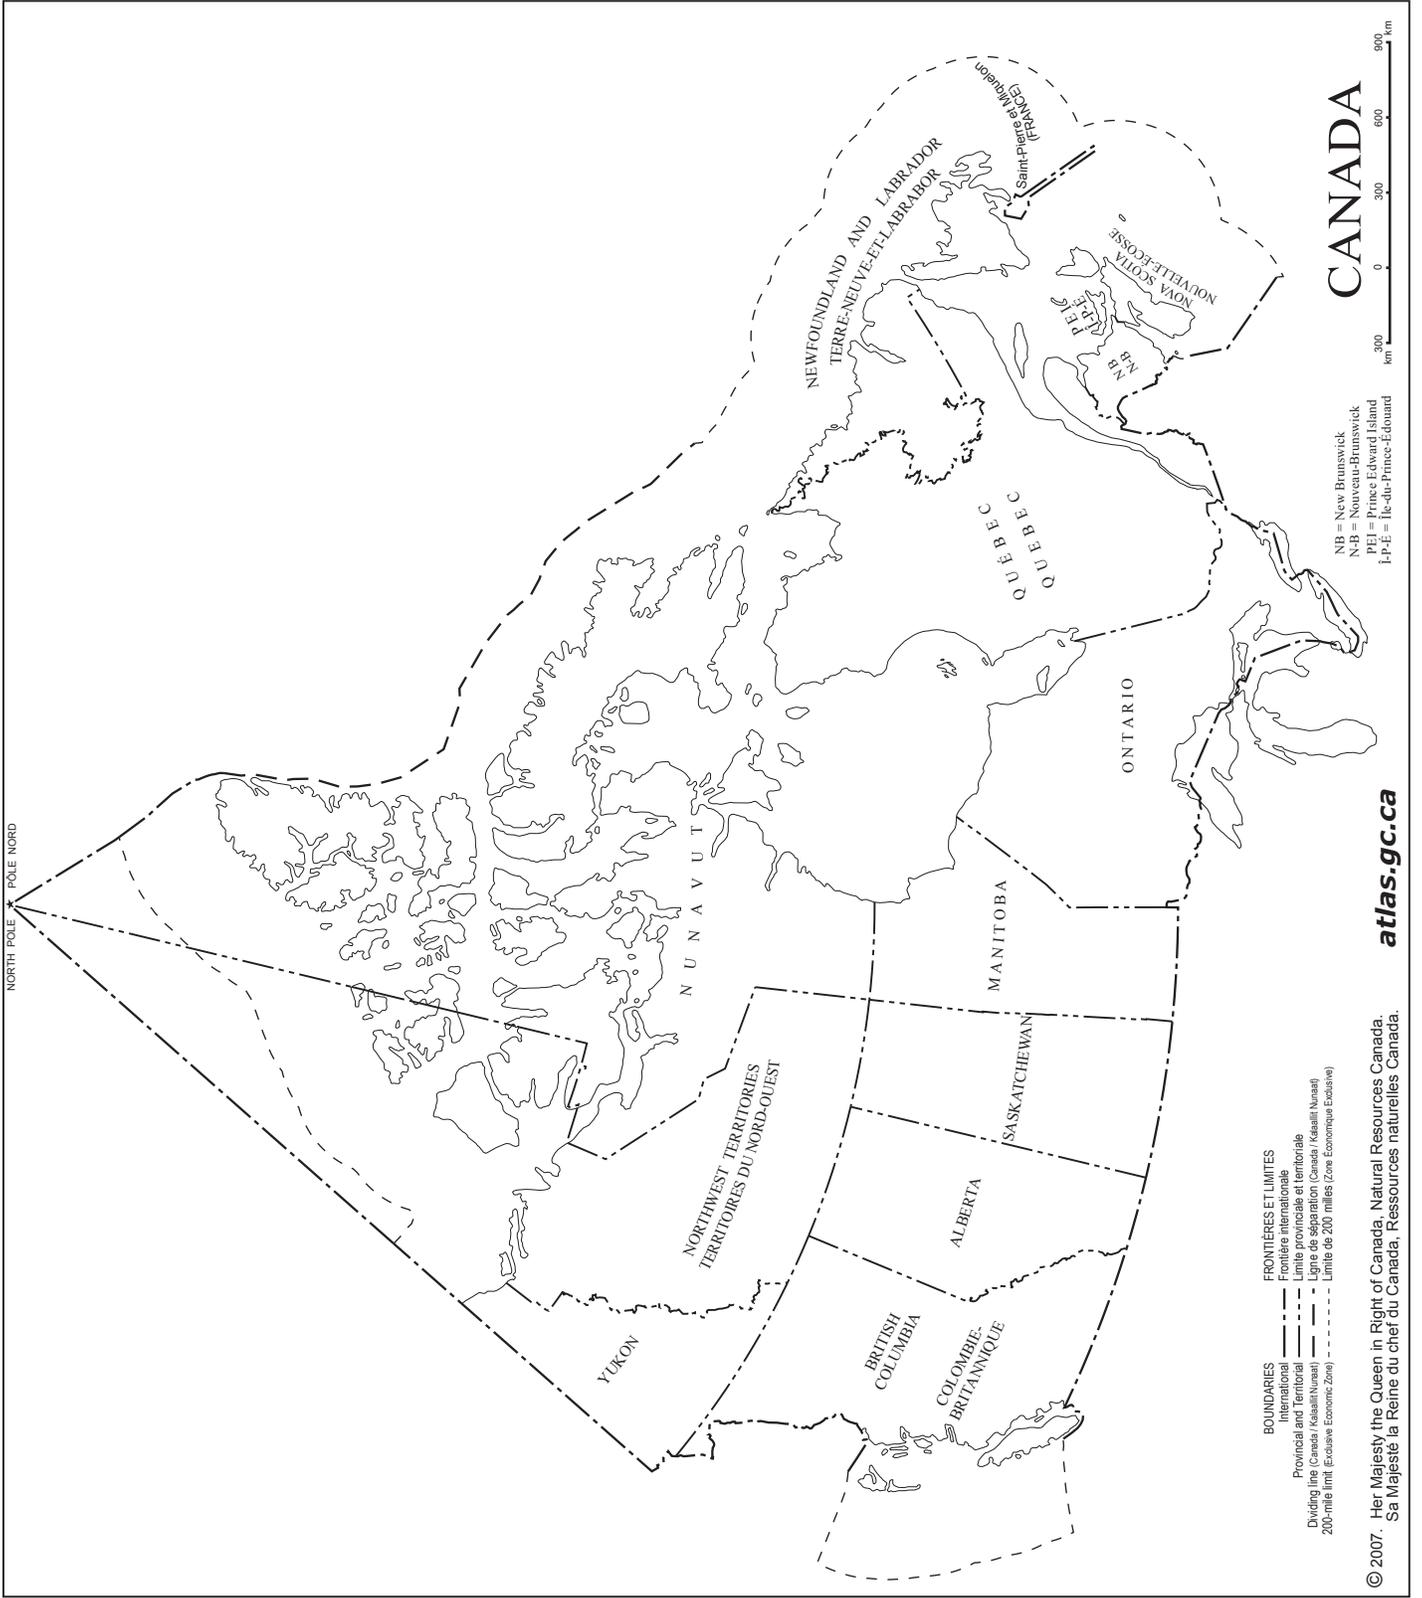 NORTH POLE PÔLE NORD
YUKON
NORTHWEST TERRITORIES
TERRITOIRES DU NORD-OUEST
NUNAVUT
BRITISH
COLUMBIA
COLOMBIE-
BRITANNIQUE
ALBERTA
SASKATCHEWAN
MANITOBA
ONTARIO
QUÉBEC
QUEBEC
NEWFOUNDLAND AND LABRADOR
TERRE-NEUVE-ET-LABRABOR
Saint-Pierre et Miquelon
(FRANCE)
PEI
Î-P-É
NB
N-B
NOVA SCOTIA
NOUVELLE-ÉCOSSE
BOUNDARIES FRONTIÈRES ET LIMITES
International Frontière internationale
Provincial and Territorial Limite provinciale et territoriale
Dividing line (Canada / Kalaallit Nunaat) Ligne de séparation (Canada / Kalaallit Nunaat)
200-mile limit (Exclusive Economic Zone) Limite de 200 milles (Zone Économique Exclusive)
NB = New Brunswick
N-B = Nouveau-Brunswick
PEI = Prince Edward Island
Î-P-É = Île-du-Prince-Édouard
CANADA
300 0 300 600 900
km km
© 2007. Her Majesty the Queen in Right of Canada, Natural Resources Canada.
Sa Majesté la Reine du chef du Canada, Ressources naturelles Canada.
atlas.gc.ca